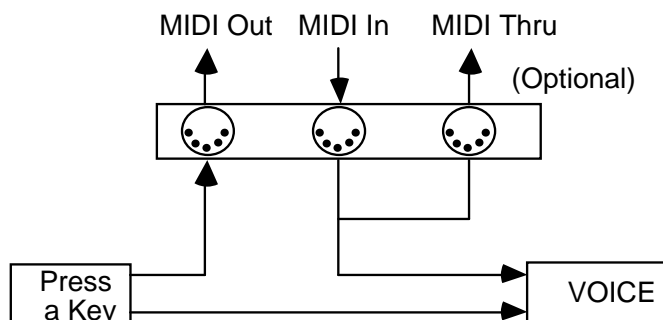 MIDI Out MIDI In MIDI Thru
(Optional)
Press
a Key
VOICE